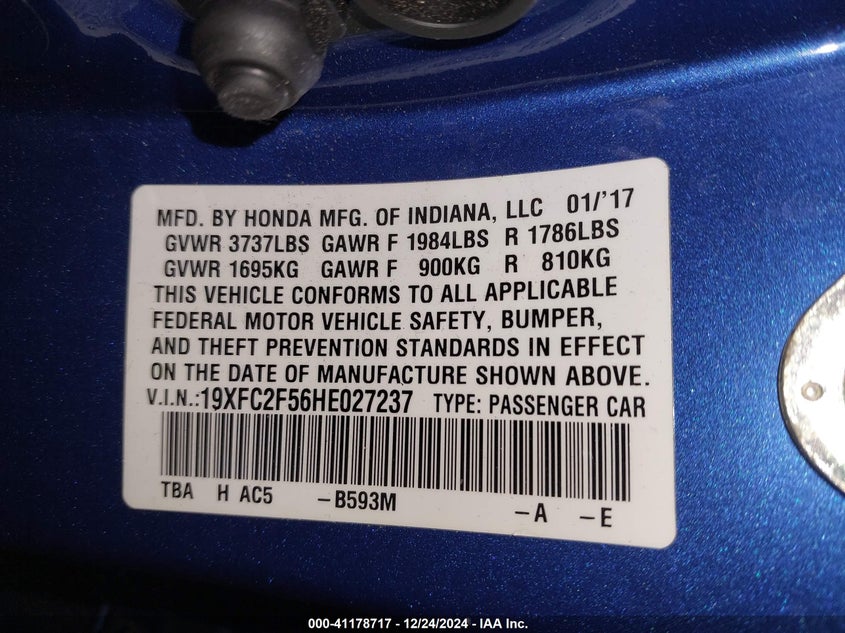 MFD. BY HONDA MFG. OF INDIANA, LLC 01/'17
GVWR 3737LBS GAWR F 1984LBS R 1786LBS
GVWR 1695KG GAWR F 900KG R 810KG
THIS VEHICLE CONFORMS TO ALL APPLICABLE
FEDERAL MOTOR VEHICLE SAFETY, BUMPER,
AND THEFT PREVENTION STANDARDS IN EFFECT
ON THE DATE OF MANUFACTURE SHOWN ABOVE.
V.I.N.:19XFC2F56HE027237 TYPE: PASSENGER CAR
TBA H AC5 –B593M –A –E
000-41178717 - 12/24/2024 - IAA Inc.